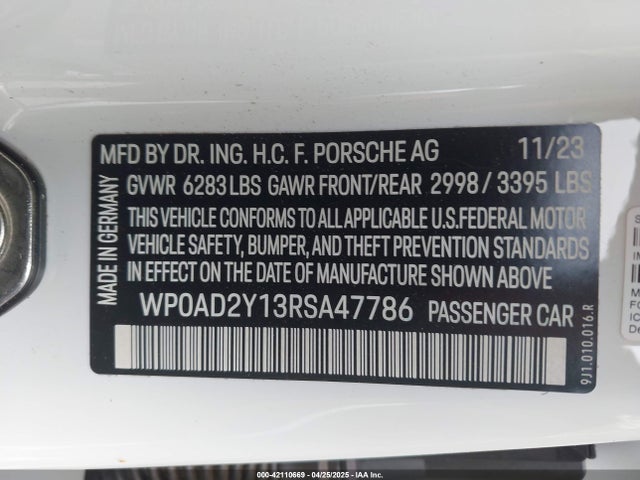 MFD BY DR. ING. H.C. F. PORSCHE AG 11/23
GVWR 6283 LBS GAWR FRONT/REAR 2998 / 3395 LBS
THIS VEHICLE CONFORMS TO ALL APPLICABLE U.S. FEDERAL MOTOR
VEHICLE SAFETY, BUMPER, AND THEFT PREVENTION STANDARDS
IN EFFECT ON THE DATE OF MANUFACTURE SHOWN ABOVE
WP0AD2Y13RSA47786 PASSENGER CAR
MADE IN GERMANY
9J1.010.016.R
000-42110669 - 04/25/2025 - IAA Inc.